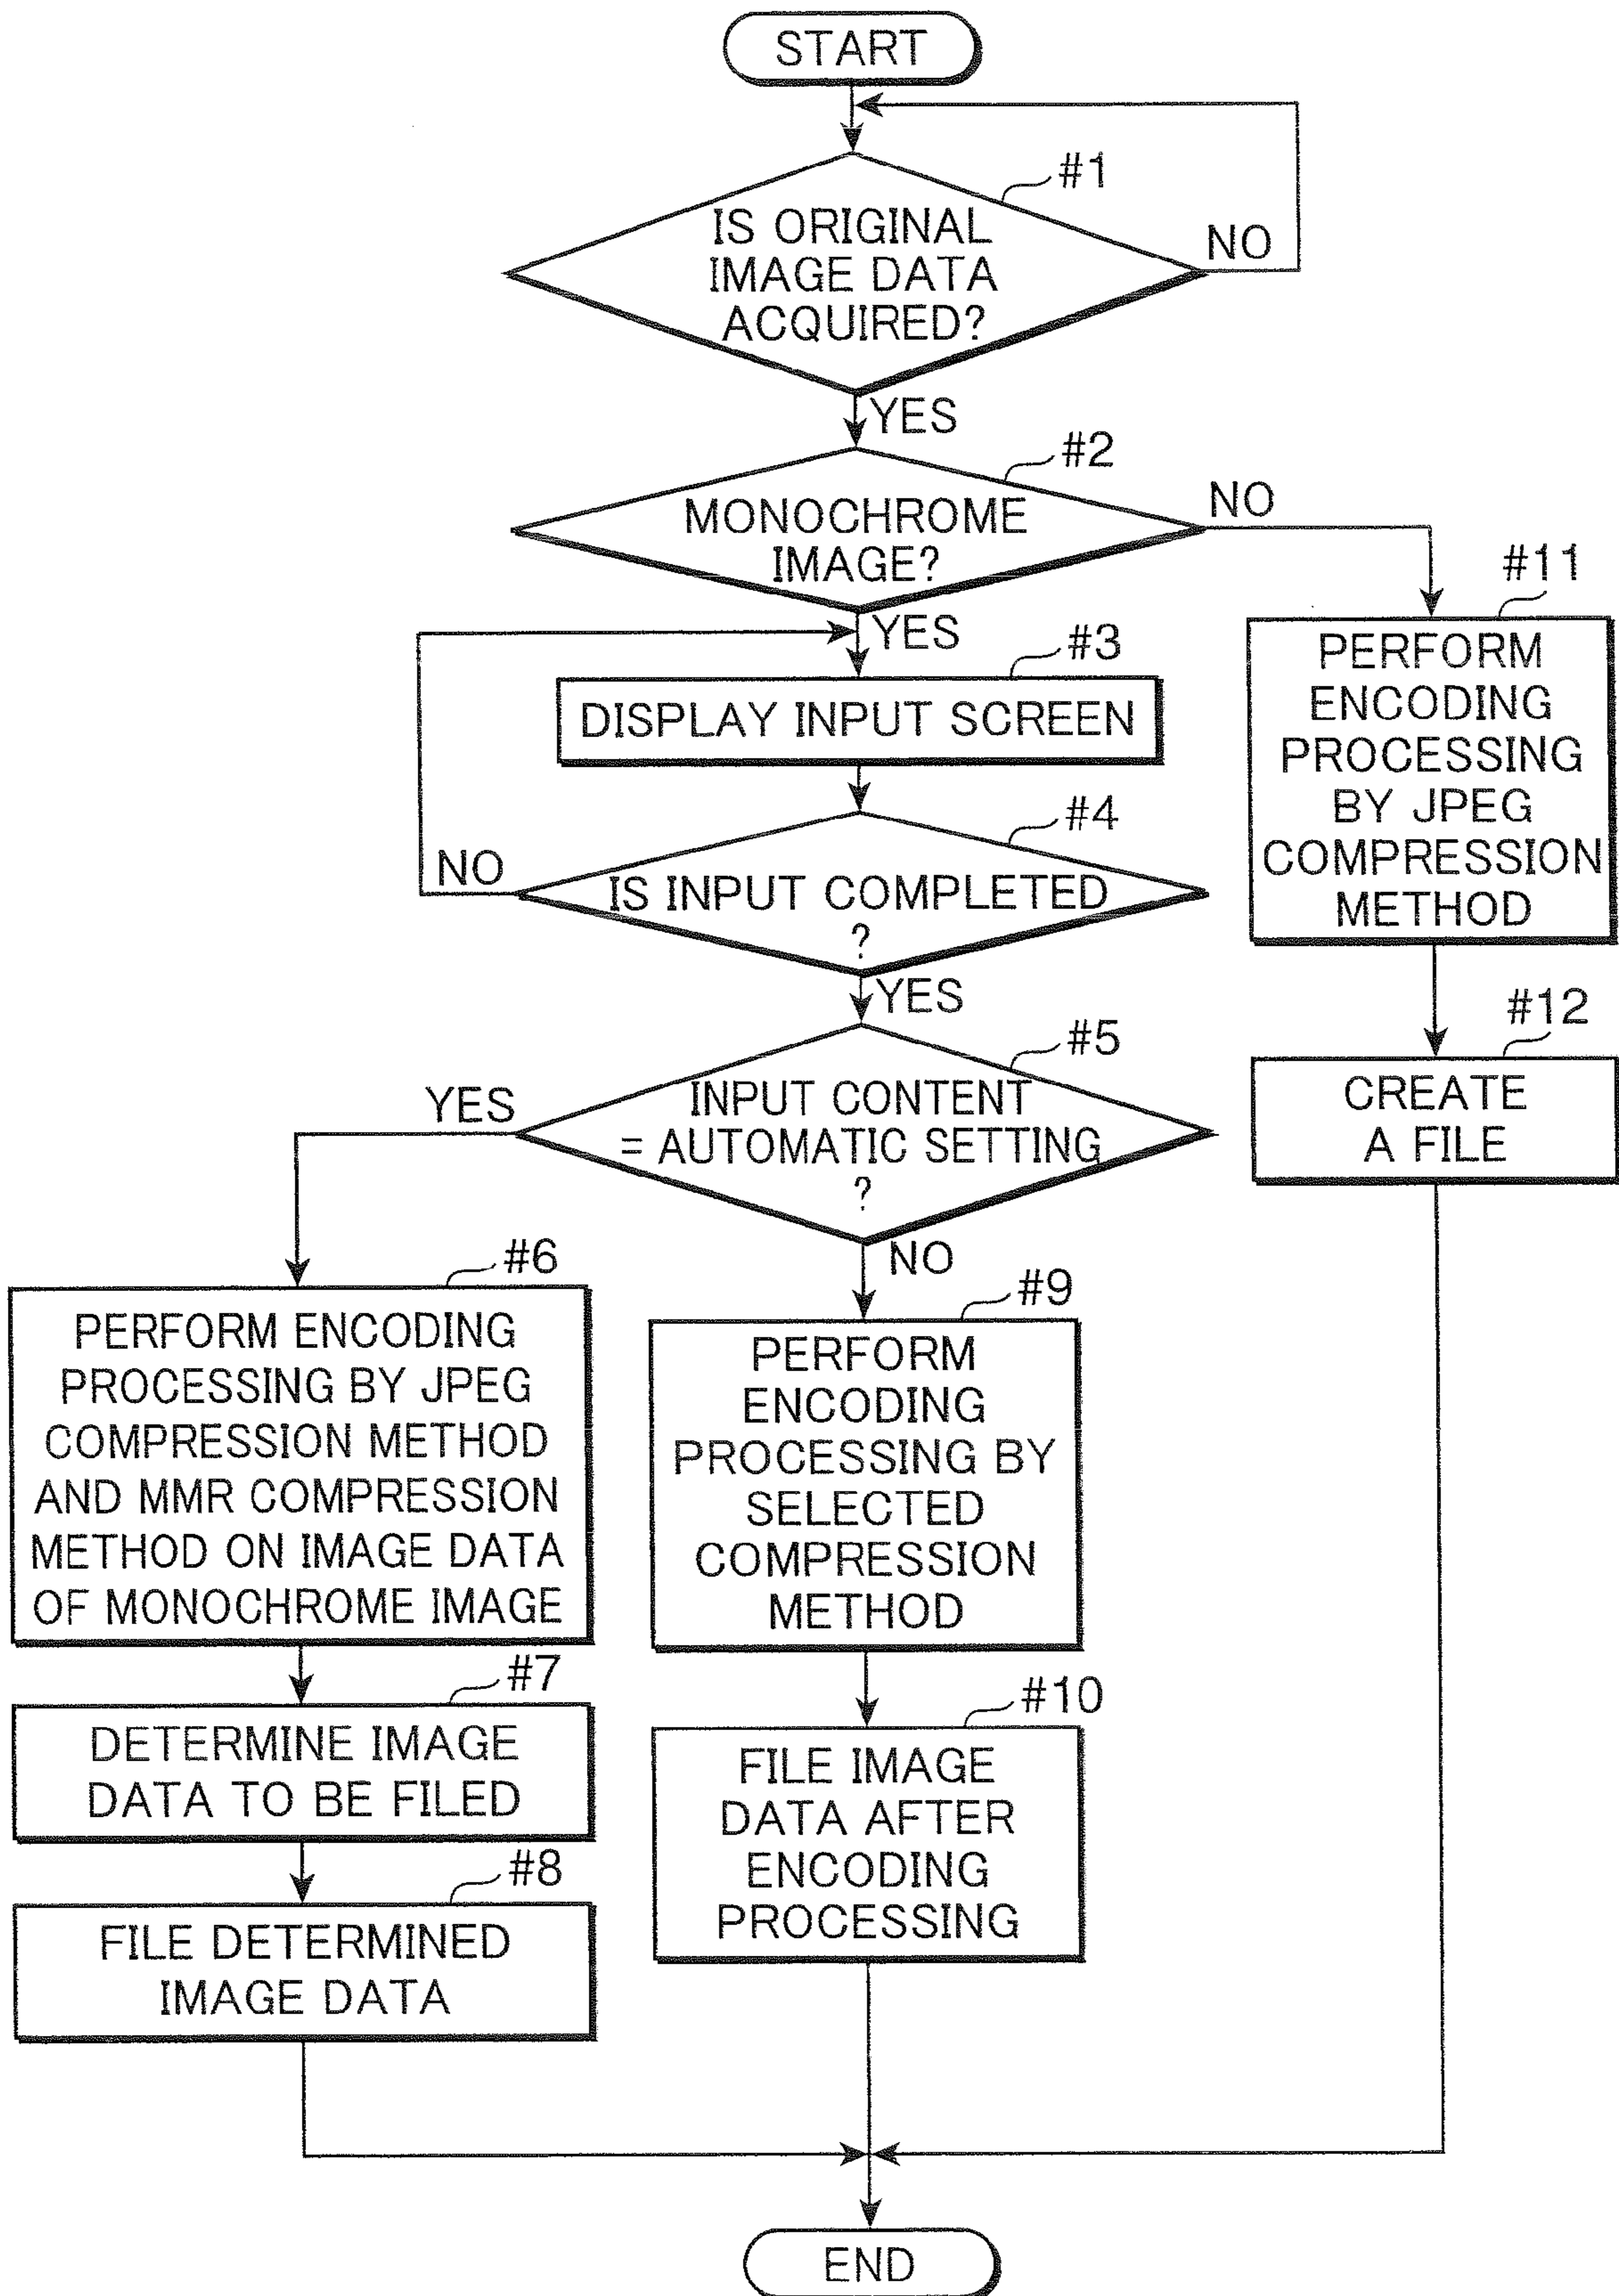 START
#1
IS ORIGINAL
IMAGE DATA
ACQUIRED?
NO
YES
#2
MONOCHROME
IMAGE?
NO
YES
#3
DISPLAY INPUT SCREEN
#4
IS INPUT COMPLETED
?
NO
YES
#5
INPUT CONTENT
= AUTOMATIC SETTING
?
YES
NO
#6
PERFORM ENCODING
PROCESSING BY JPEG
COMPRESSION METHOD
AND MMR COMPRESSION
METHOD ON IMAGE DATA
OF MONOCHROME IMAGE
#7
DETERMINE IMAGE
DATA TO BE FILED
#8
FILE DETERMINED
IMAGE DATA
#9
PERFORM
ENCODING
PROCESSING BY
SELECTED
COMPRESSION
METHOD
#10
FILE IMAGE
DATA AFTER
ENCODING
PROCESSING
#11
PERFORM
ENCODING
PROCESSING
BY JPEG
COMPRESSION
METHOD
#12
CREATE
A FILE
END